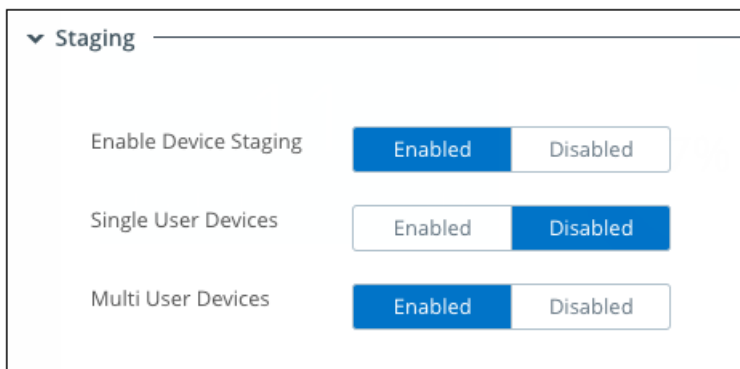 Staging
Enable Device Staging Enabled Disabled
Single User Devices Enabled Disabled
Multi User Devices Enabled Disabled